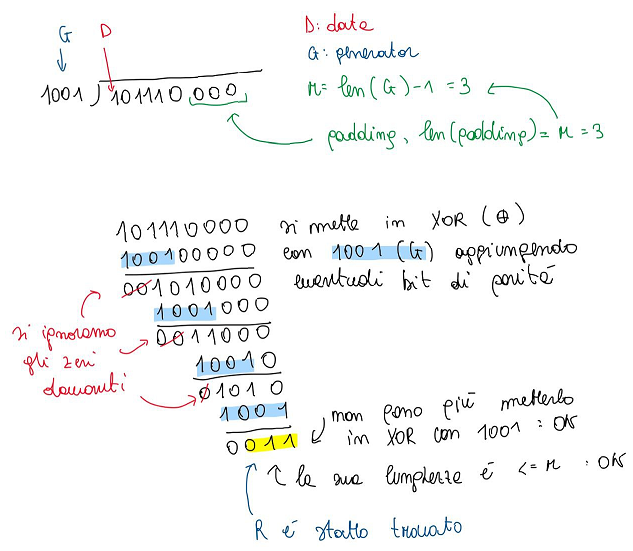 G D
D: data
G: generator
1001 ) 101110 000
r = len(G)-1 = 3
padding, len(padding) = r = 3
101110000 si mette in XOR (⊕)
100100000 con 1001 (G) aggiungendo
001010000 eventuali bit di parità
1001000
si ignorano
0011000
gli zeri
10010
davanti
01010
1001
non posso più metterlo
0011
in XOR con 1001 : OK
la sua lunghezza è <= r : OK
R è stato trovato